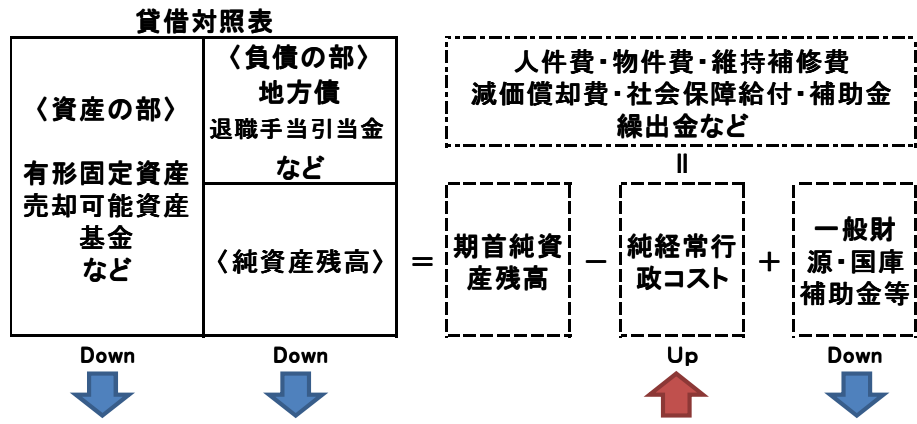 貸借対照表
〈資産の部〉
有形固定資産
売却可能資産
基金
など
〈負債の部〉
地方債
退職手当引当金
など
〈純資産残高〉
＝
期首純資
産残高
－
人件費・物件費・維持補修費
減価償却費・社会保障給付・補助金
繰出金など
＝
純経常行
政コスト
＋
一般財
源・国庫
補助金等
Down
Down
Up
Down